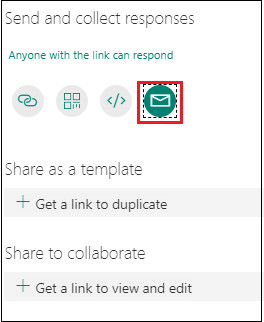 Send and collect responses
Anyone with the link can respond
Share as a template
Get a link to duplicate
Share to collaborate
Get a link to view and edit